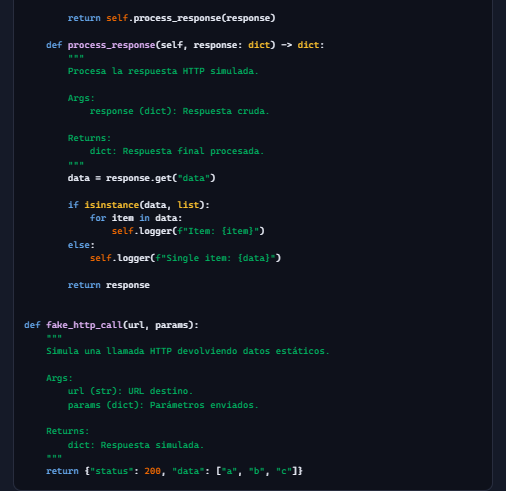 return self.process_response(response)

    def process_response(self, response: dict) -> dict:
        """
        Procesa la respuesta HTTP simulada.

        Args:
            response (dict): Respuesta cruda.

        Returns:
            dict: Respuesta final procesada.
        """
        data = response.get("data")

        if isinstance(data, list):
            for item in data:
                self.logger(f"Item: {item}")
        else:
            self.logger(f"Single item: {data}")

        return response


def fake_http_call(url, params):
    """
    Simula una llamada HTTP devolviendo datos estáticos.

    Args:
        url (str): URL destino.
        params (dict): Parámetros enviados.

    Returns:
        dict: Respuesta simulada.
    """
    return {"status": 200, "data": ["a", "b", "c"]}